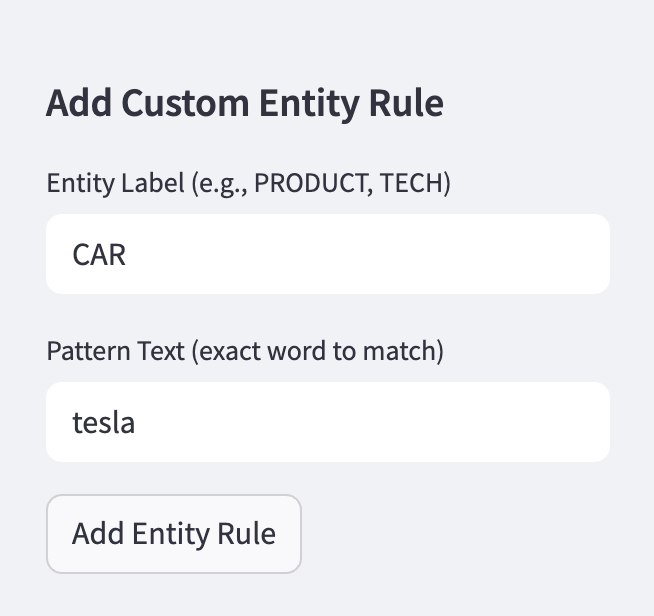 Add Custom Entity Rule
Entity Label (e.g., PRODUCT, TECH)
CAR
Pattern Text (exact word to match)
tesla
Add Entity Rule